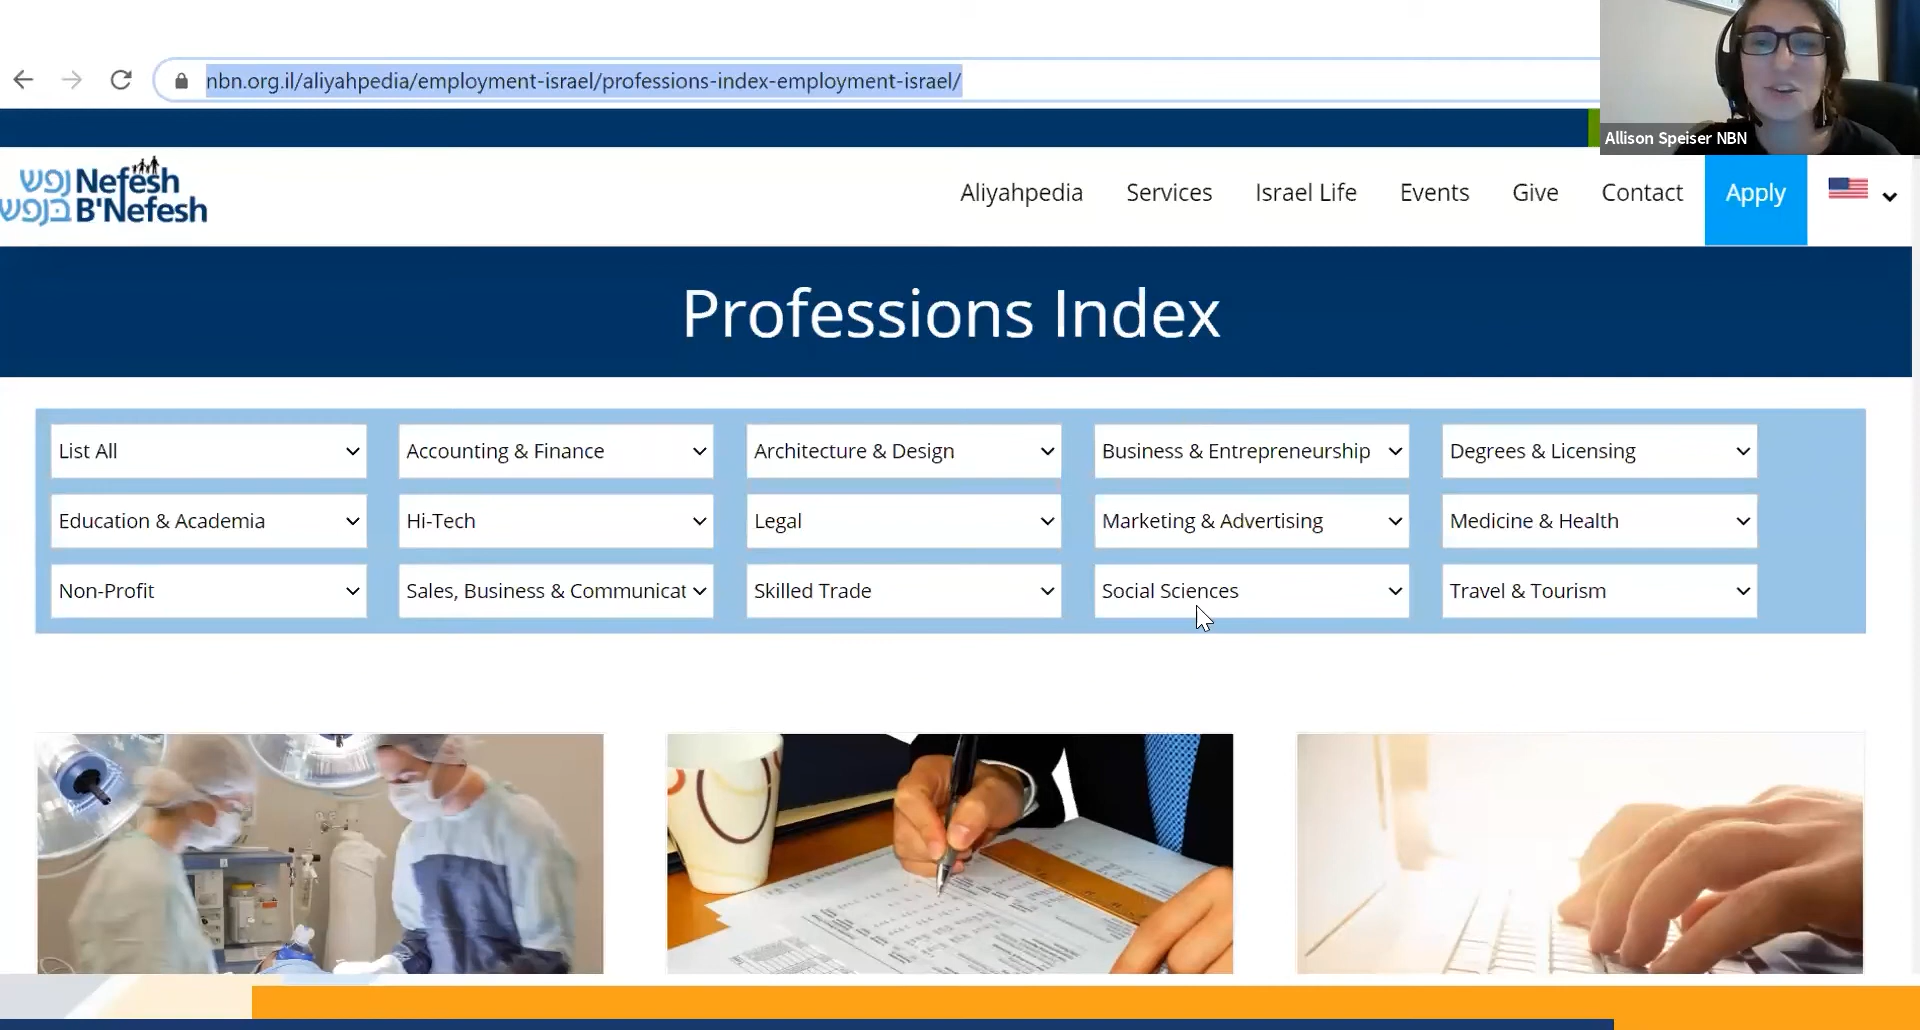 nbn.org.il/aliyahpedia/employment-israel/professions-index-employment-israel/
Allison Speiser NBN
נפש Nefesh
בנפש B'Nefesh
Aliyahpedia Services Israel Life Events Give Contact Apply
Professions Index
List All Accounting & Finance Architecture & Design Business & Entrepreneurship Degrees & Licensing
Education & Academia Hi-Tech Legal Marketing & Advertising Medicine & Health
Non-Profit Sales, Business & Communicat Skilled Trade Social Sciences Travel & Tourism